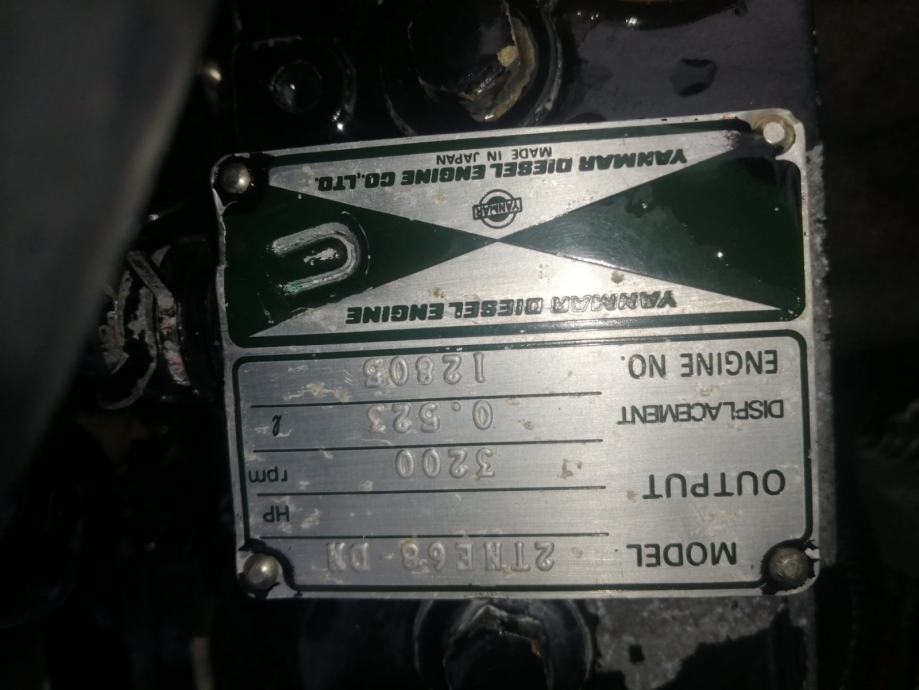 MODEL 2TNE68-DN
OUTPUT HP
3200 rpm
DISPLACEMENT 0.523 ℓ
ENGINE NO. 12805
YANMAR DIESEL ENGINE
YANMAR
MADE IN JAPAN
YANMAR DIESEL ENGINE CO.,LTD.